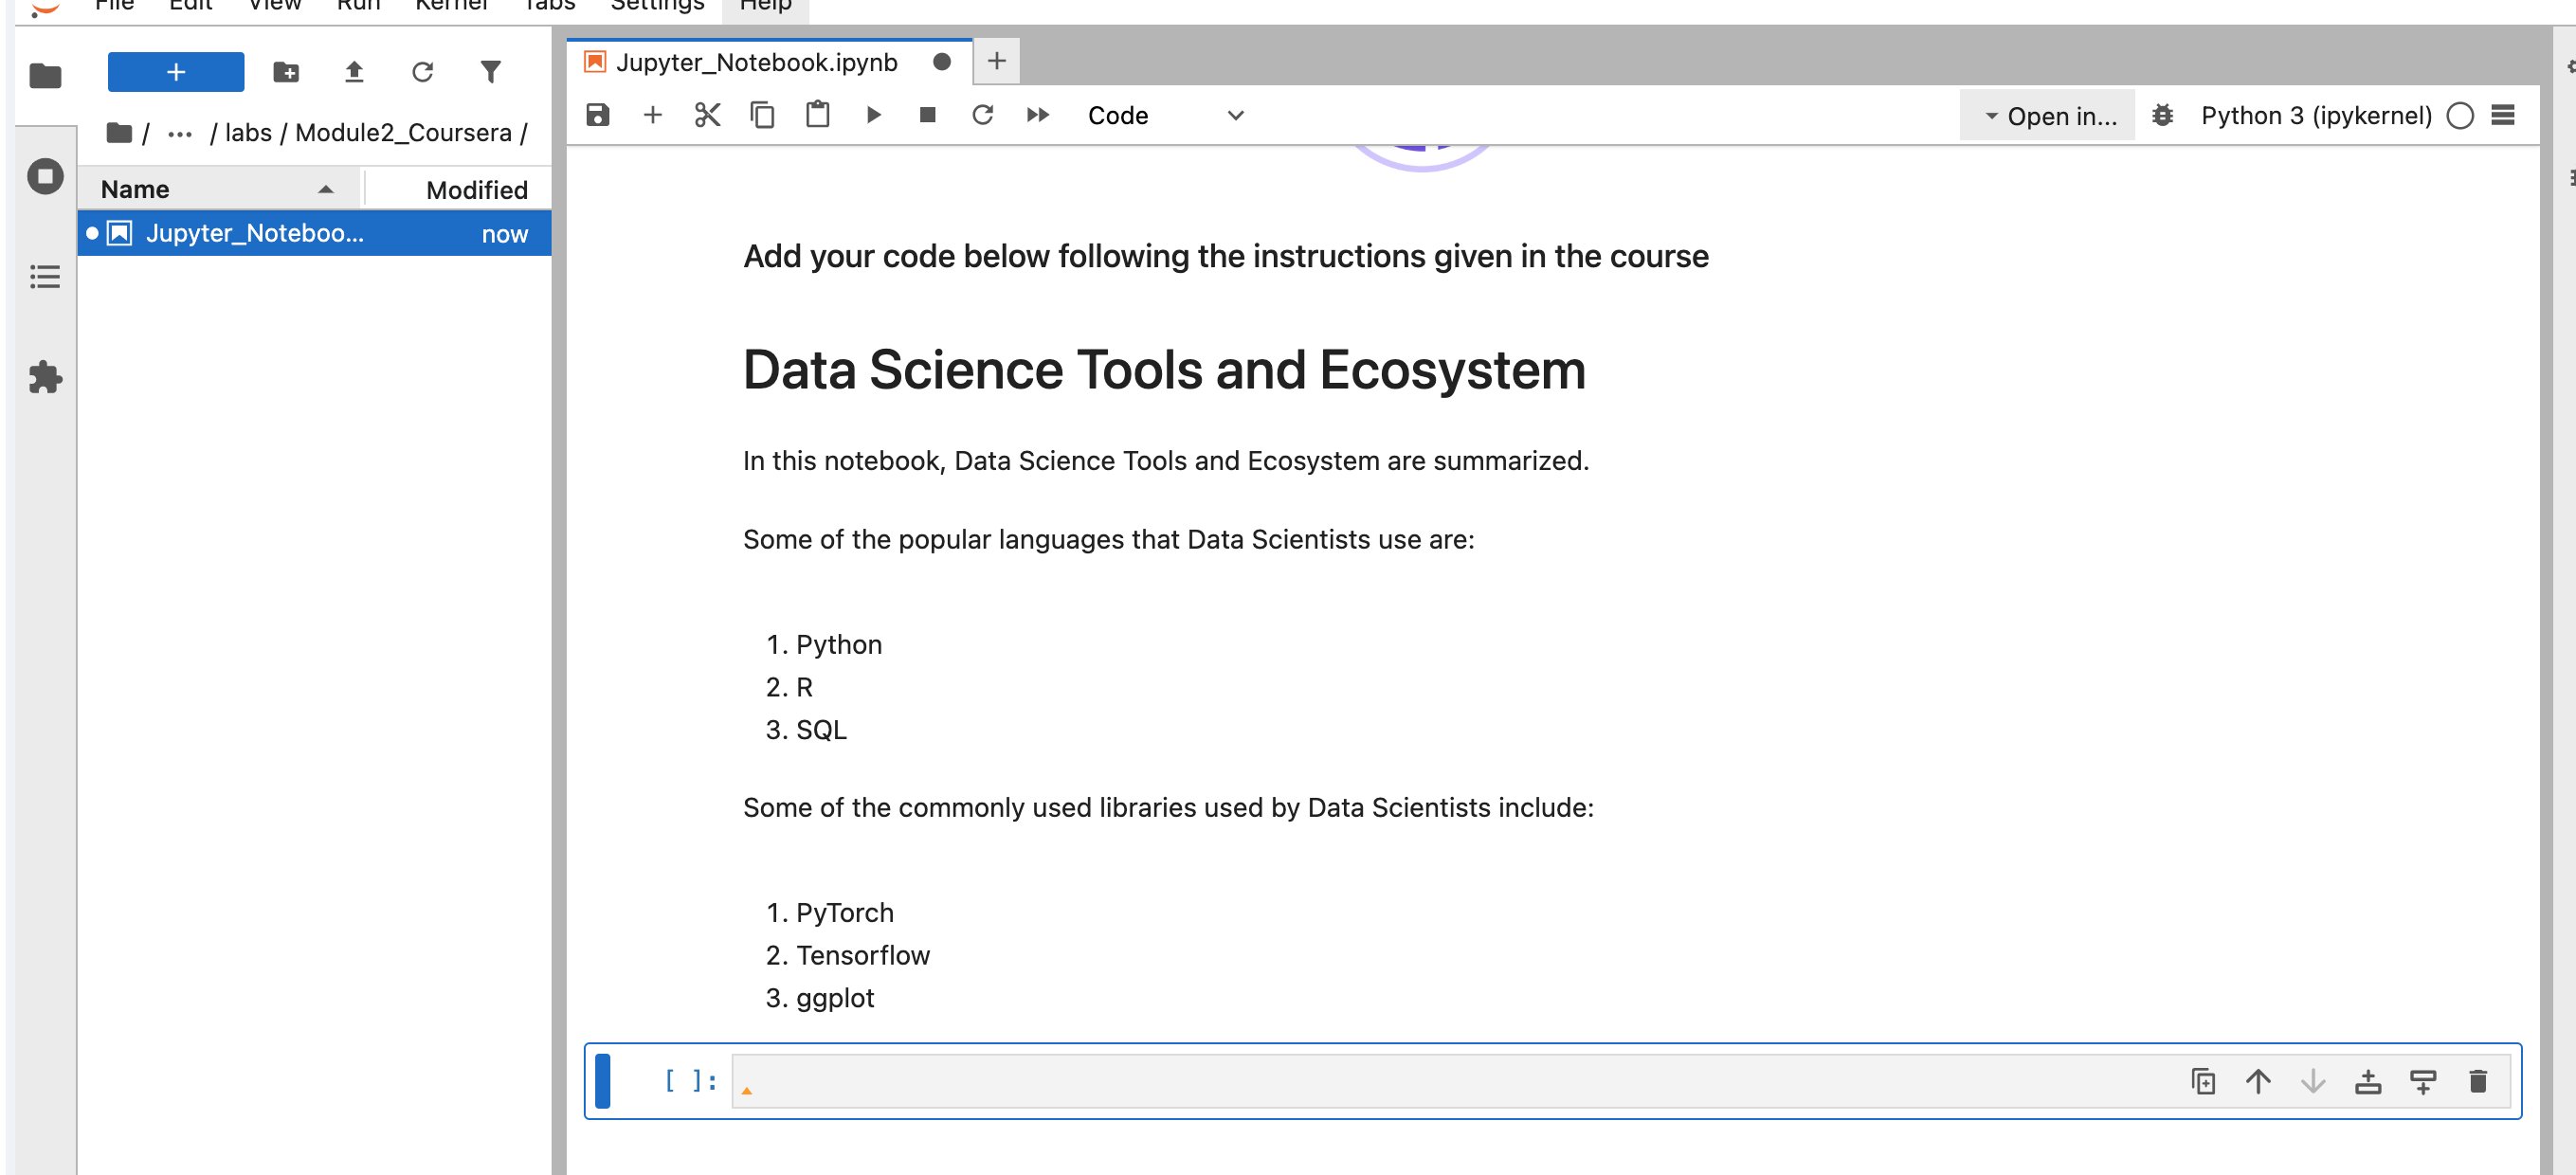 File Edit View Run Kernel Tabs Settings Help
Jupyter_Notebook.ipynb
Code
Open in...
Python 3 (ipykernel)
/ ... / labs / Module2_Coursera /
Name Modified
Jupyter_Noteboo... now
Add your code below following the instructions given in the course
Data Science Tools and Ecosystem
In this notebook, Data Science Tools and Ecosystem are summarized.
Some of the popular languages that Data Scientists use are:
1. Python
2. R
3. SQL
Some of the commonly used libraries used by Data Scientists include:
1. PyTorch
2. Tensorflow
3. ggplot
[ ]: